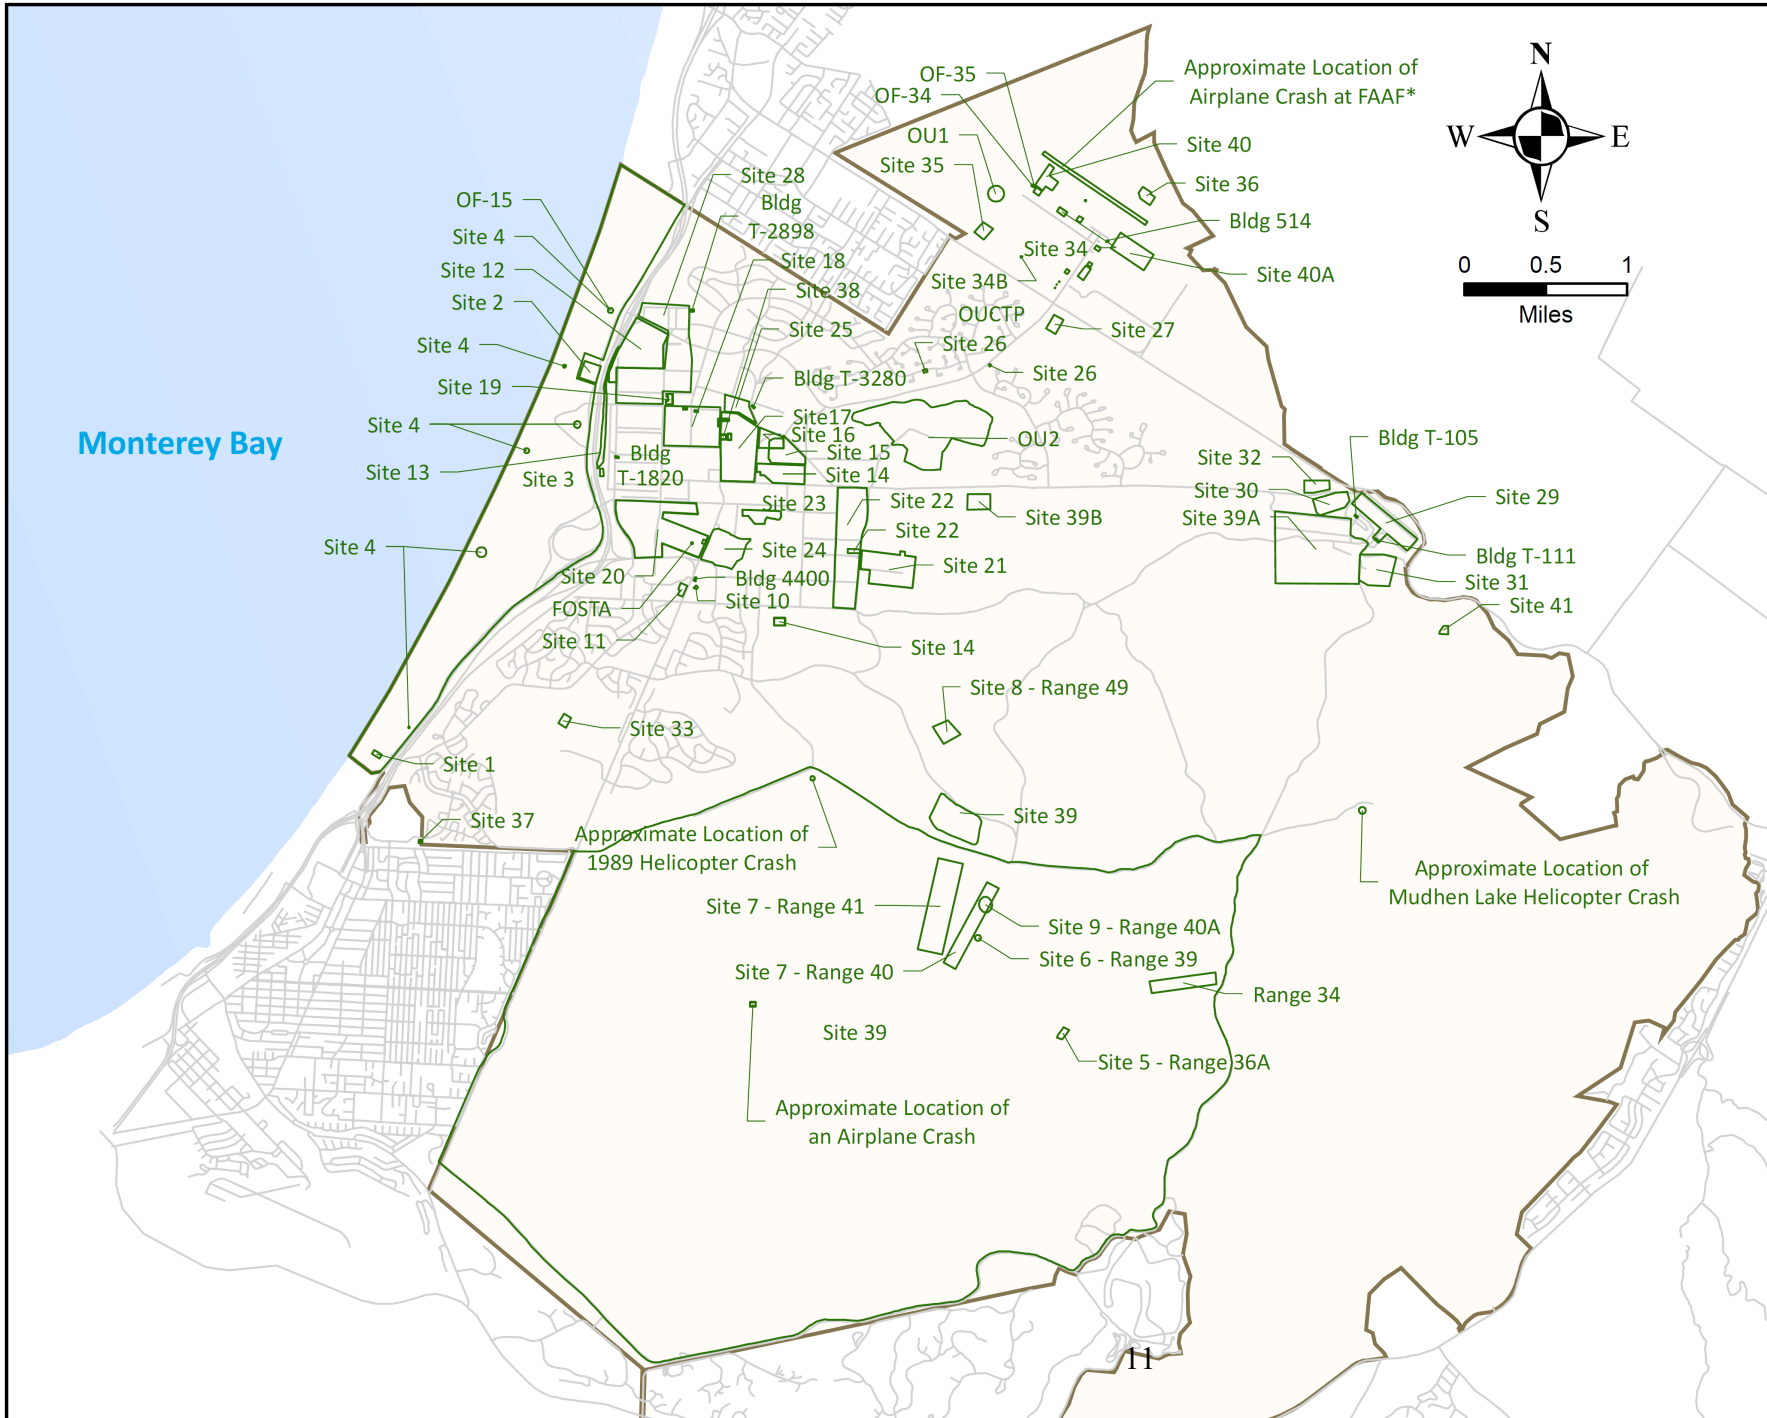 N
W
E
S
0 0.5 1
Miles
OF-35
OF-34
Approximate Location of
Airplane Crash at FAAF*
OU1
Site 35
Site 40
Site 36
Bldg 514
Site 34
Site 40A
Site 34B
OUCTP
Site 27
Site 26
Site 26
Site 28
Bldg
T-2898
OF-15
Site 4
Site 12
Site 2
Site 18
Site 38
Site 25
Site 4
Site 19
Bldg T-3280
Site 4
Site17
Site 16
Site 15
Site 14
OU2
Monterey Bay
Site 13
Site 3
Bldg
T-1820
Site 23
Site 22
Site 22
Site 39B
Site 21
Site 4
Site 24
Site 20
Bldg 4400
Site 10
FOSTA
Site 11
Site 14
Bldg T-105
Site 32
Site 30
Site 29
Site 39A
Bldg T-111
Site 31
Site 41
Site 8 - Range 49
Site 33
Site 1
Site 37
Site 39
Approximate Location of
1989 Helicopter Crash
Approximate Location of
Mudhen Lake Helicopter Crash
Site 7 - Range 41
Site 9 - Range 40A
Site 6 - Range 39
Site 7 - Range 40
Range 34
Site 39
Site 5 - Range 36A
Approximate Location of
an Airplane Crash
11